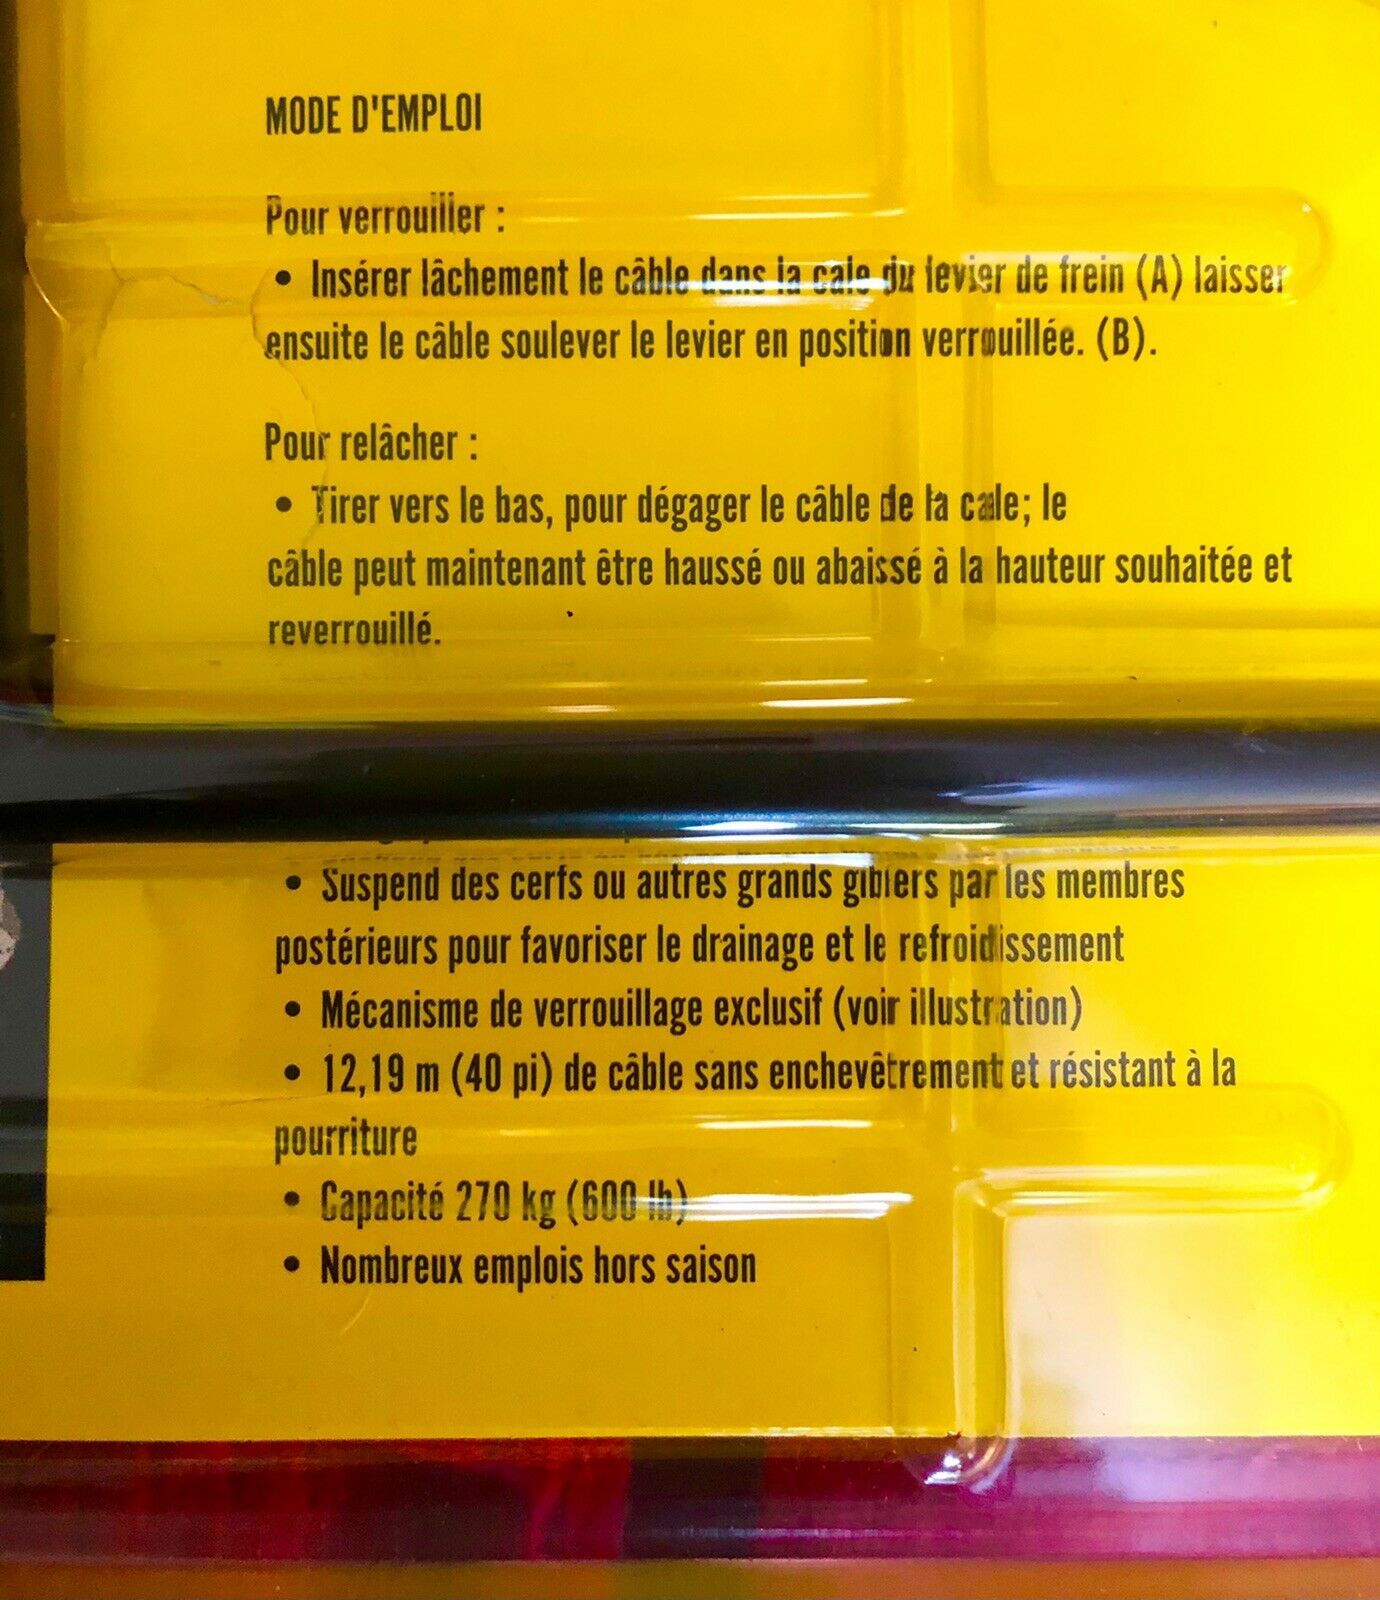 MODE D'EMPLOI
Pour verrouiller :
• Insérer lâchement le câble dans la cale du levier de frein (A) laisser
ensuite le câble soulever le levier en position verrouillée. (B).
Pour relâcher :
• Tirer vers le bas, pour dégager le câble de la cale; le
câble peut maintenant être haussé ou abaissé à la hauteur souhaitée et
reverrouillé.
• Suspend des cerfs ou autres grands gibiers par les membres
postérieurs pour favoriser le drainage et le refroidissement
• Mécanisme de verrouillage exclusif (voir illustration)
• 12,19 m (40 pi) de câble sans enchevêtrement et résistant à la
pourriture
• Capacité 270 kg (600 lb)
• Nombreux emplois hors saison